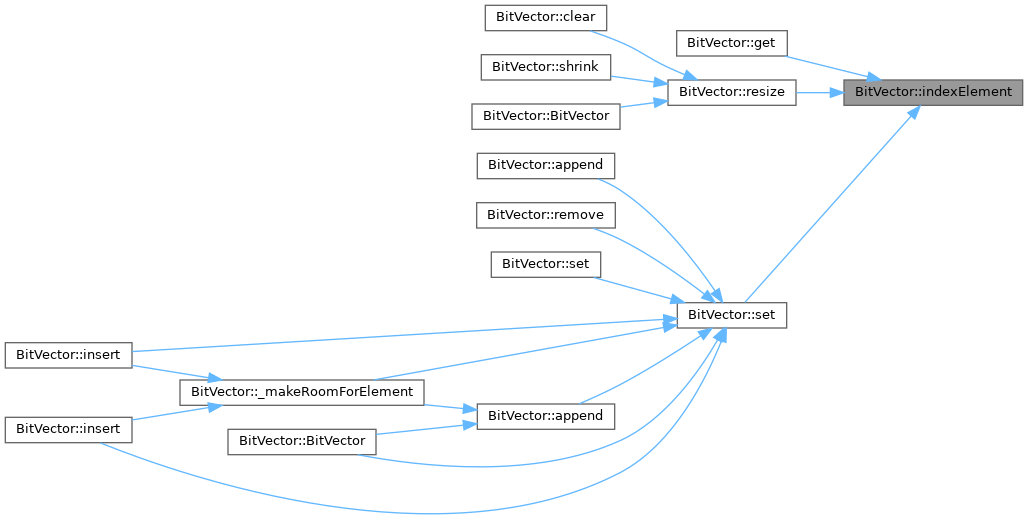 BitVector::clear
BitVector::get
BitVector::shrink
BitVector::resize
BitVector::indexElement
BitVector::BitVector
BitVector::append
BitVector::remove
BitVector::set
BitVector::set
BitVector::insert
BitVector::_makeRoomForElement
BitVector::append
BitVector::insert
BitVector::BitVector